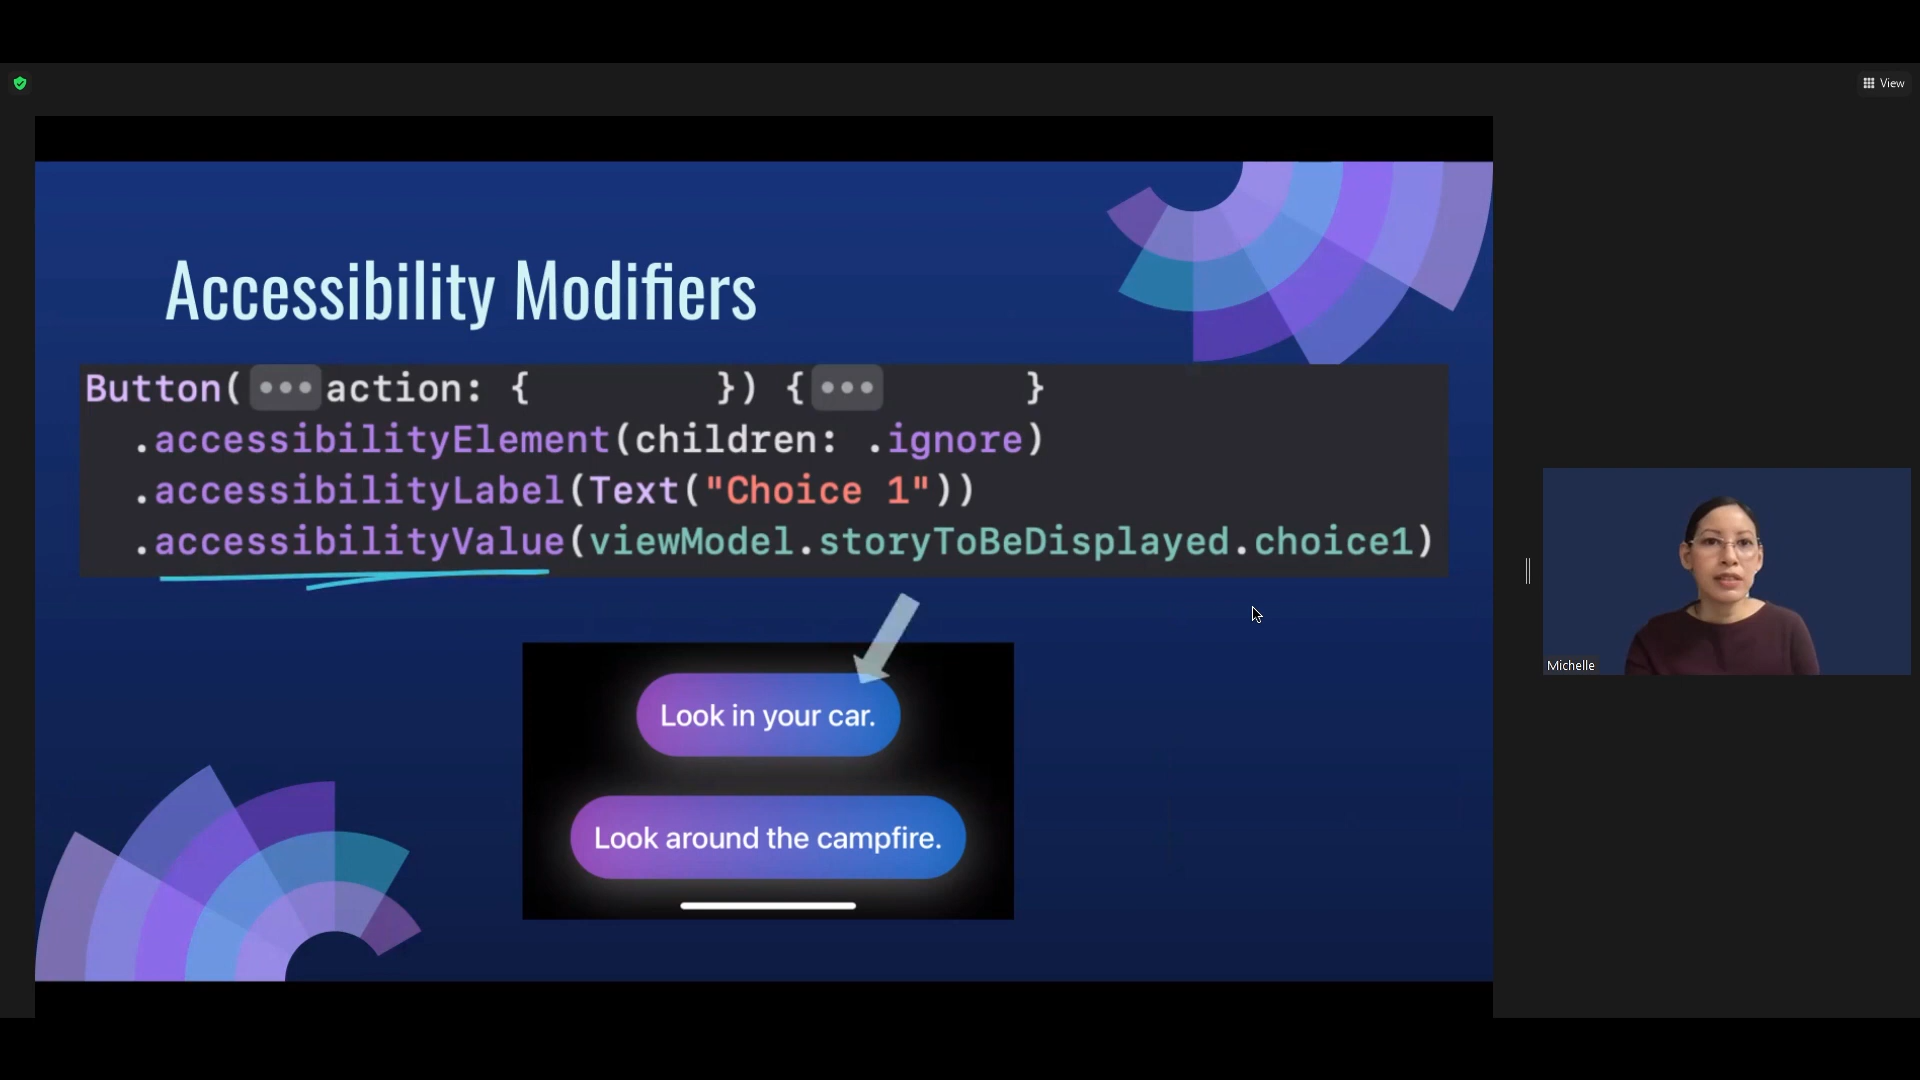 View
Accessibility Modifiers
Button(•••action: { }) {••• }
.accessibilityElement(children: .ignore)
.accessibilityLabel(Text("Choice 1"))
.accessibilityValue(viewModel.storyToBeDisplayed.choice1)
Look in your car.
Look around the campfire.
Michelle